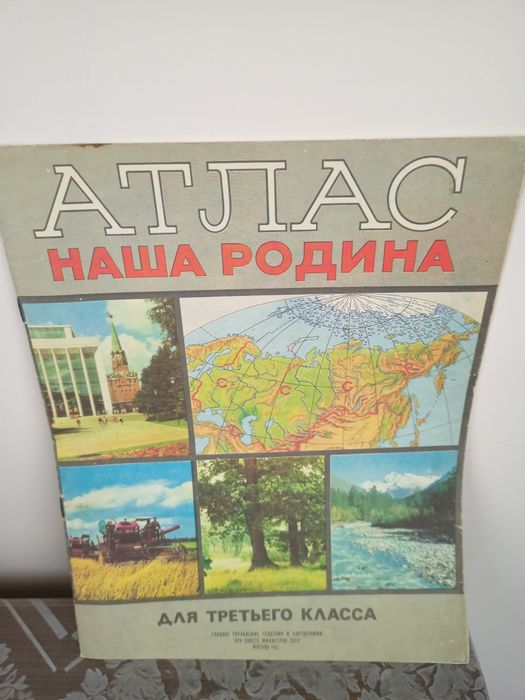 АТЛАС
НАША РОДИНА
С С С
ДЛЯ ТРЕТЬЕГО КЛАССА
ГЛАВНОЕ УПРАВЛЕНИЕ ГЕОДЕЗИИ И КАРТОГРАФИИ
ПРИ СОВЕТЕ МИНИСТРОВ СССР
МОСКВА